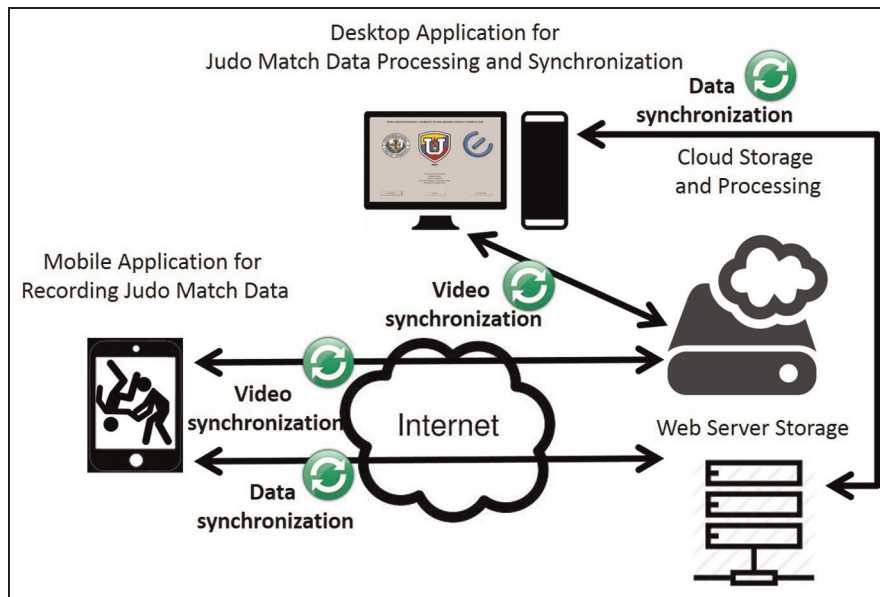 Desktop Application for
Judo Match Data Processing and Synchronization
Data
synchronization
Cloud Storage
and Processing
Mobile Application for
Recording Judo Match Data
Video
synchronization
Video
synchronization
Internet
Web Server Storage
Data
synchronization